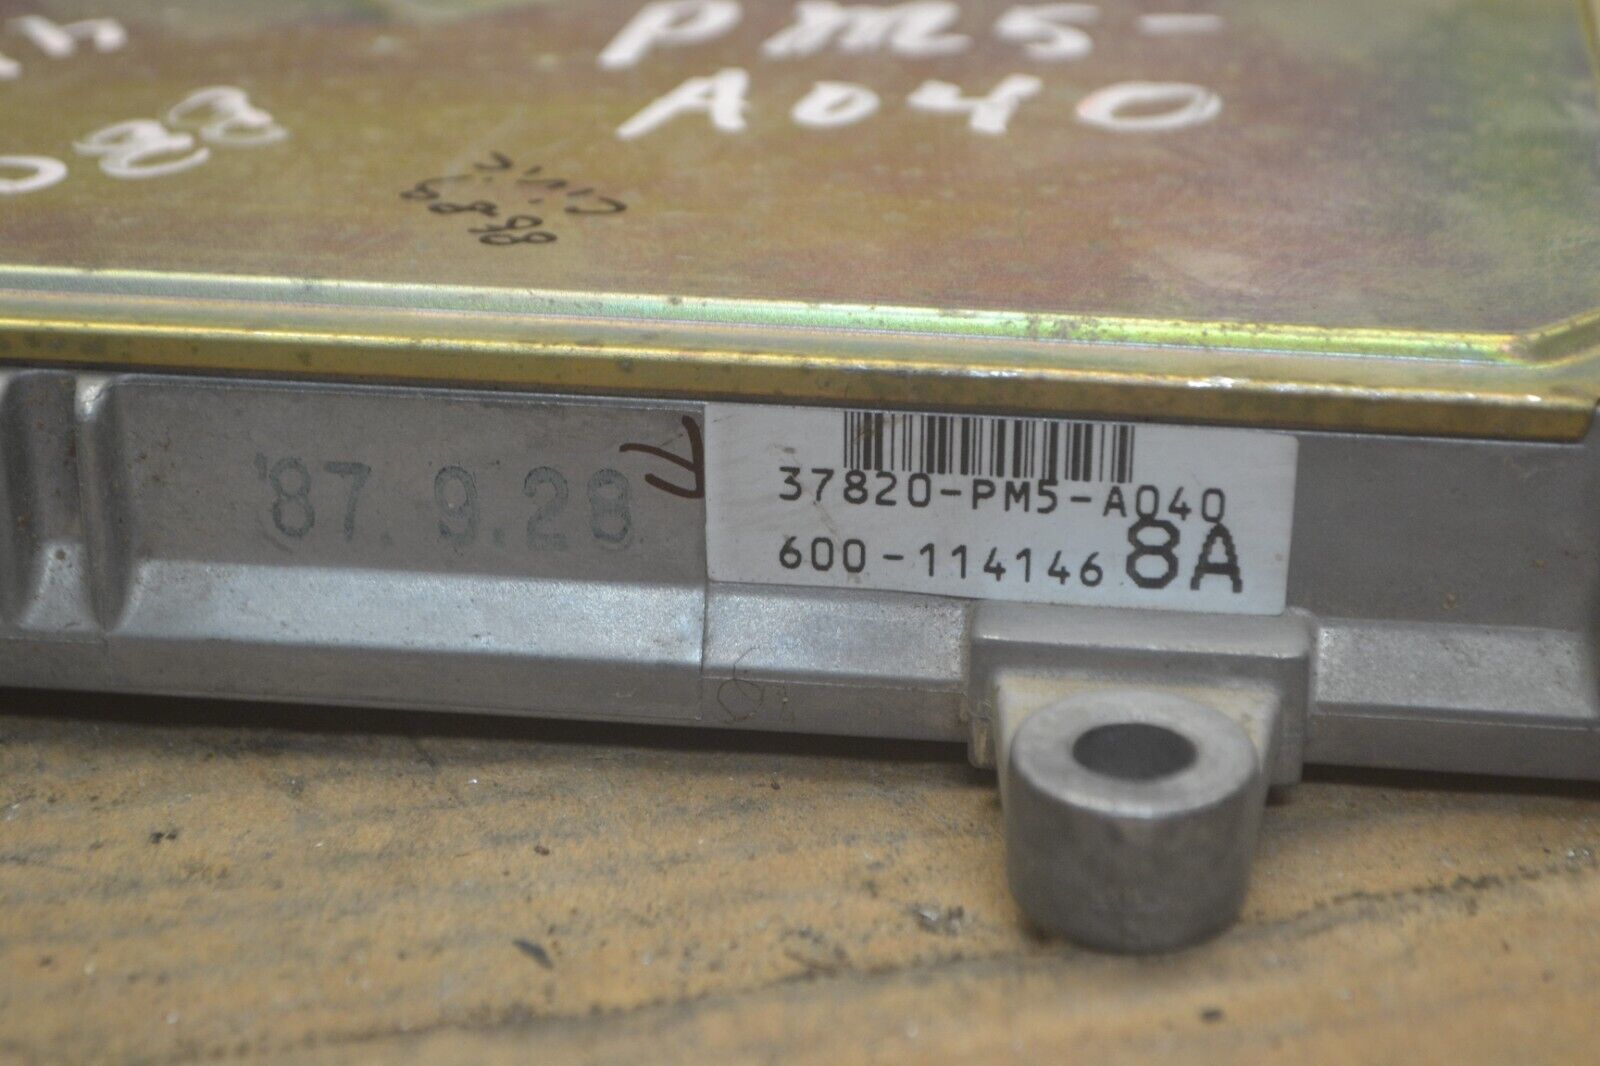 PM5-
A040
88
Civic
'87. 9.28
37820-PM5-A040
600-114146 8A